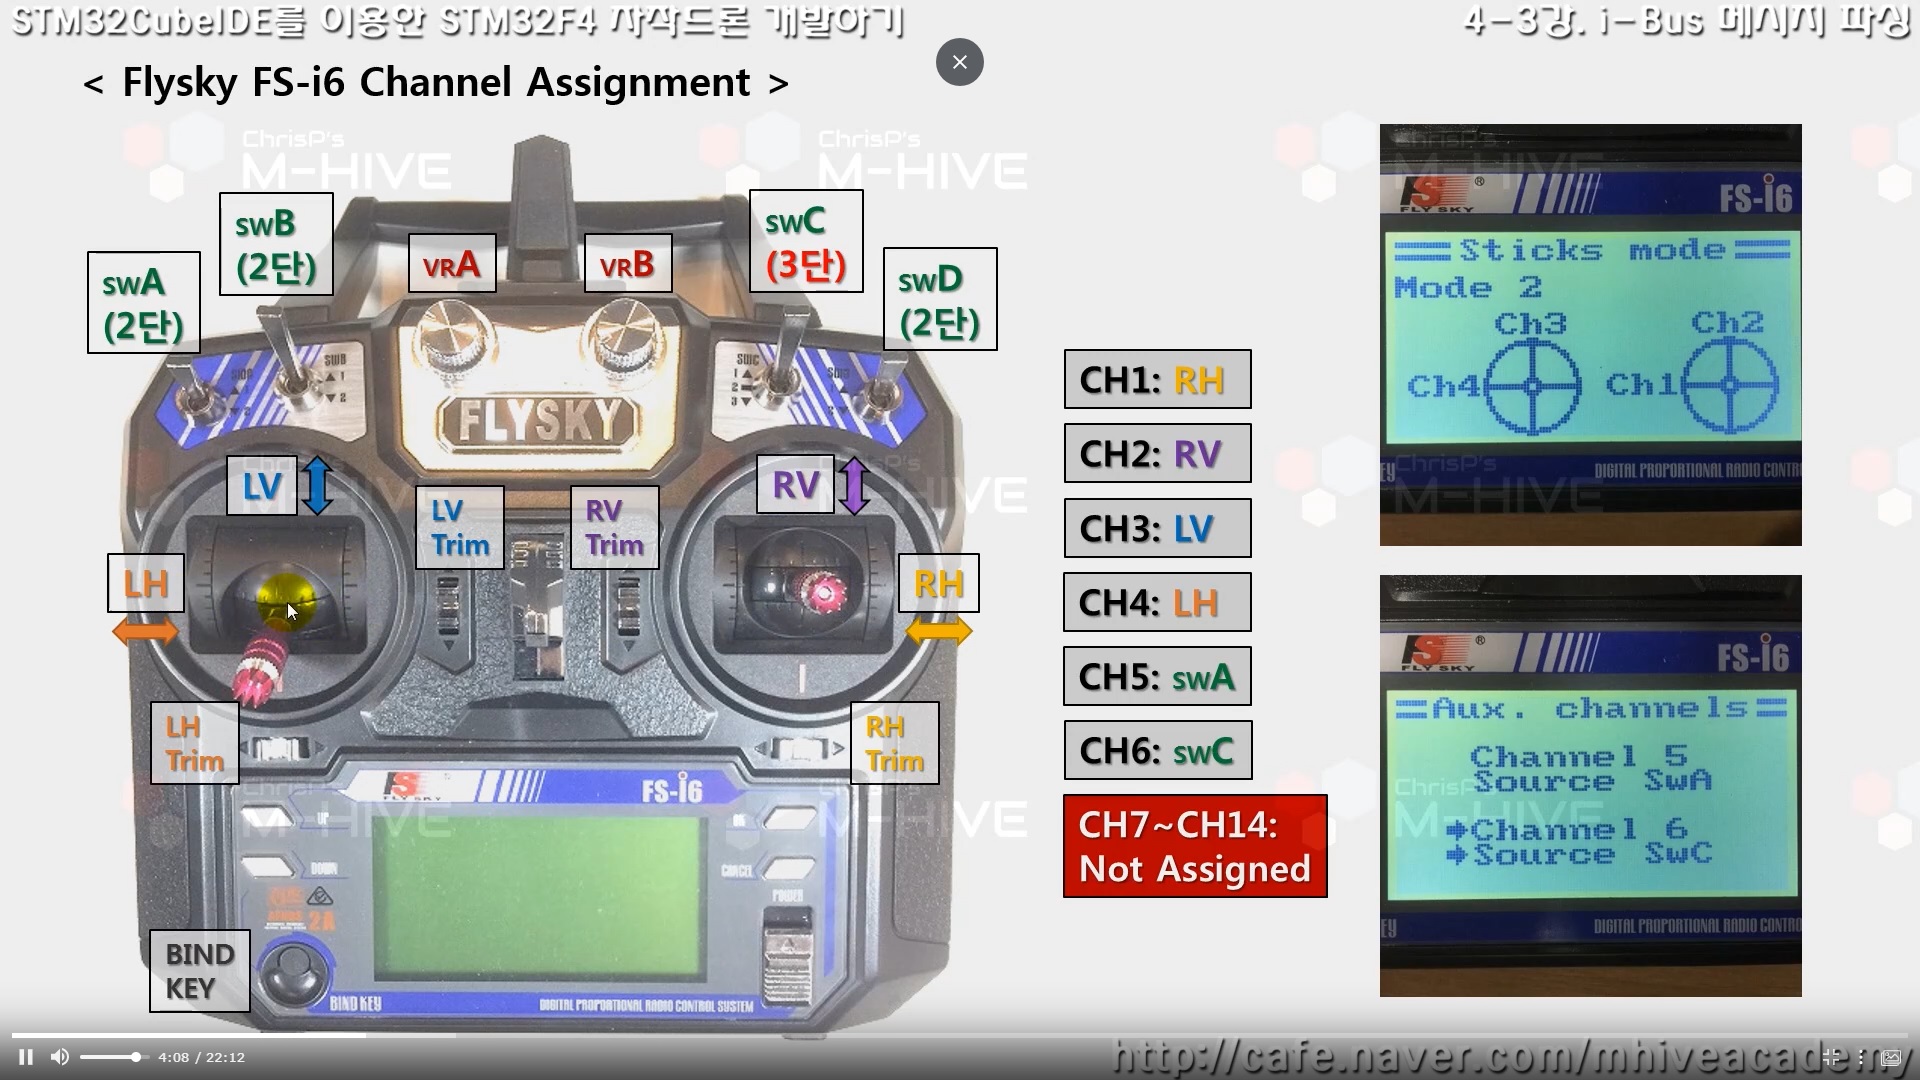 STM32CubeIDE를 이용한 STM32F4 자작드론 개발하기
4-3강. i-Bus 메시지 파싱
< Flysky FS-i6 Channel Assignment >
ChrisP's
M-HIVE
ChrisP's
M-HIVE
swA
(2단)
swB
(2단)
VRA
VRB
swC
(3단)
swD
(2단)
SWB
SWC
1
2
3
FLYSKY
LV
LV
Trim
RV
Trim
RV
LH
RH
LH
Trim
RH
Trim
FLY SKY
FS-i6
UP
DOWN
OK
CANCEL
POWER
2A
BIND
KEY
BIND KEY
DIGITAL PROPORTIONAL RADIO CONTROL SYSTEM
CH1: RH
CH2: RV
CH3: LV
CH4: LH
CH5: swA
CH6: swC
CH7~CH14:
Not Assigned
FLY SKY
FS-i6
Sticks mode
Mode 2
Ch3
Ch2
Ch4
Ch1
EY
DIGITAL PROPORTIONAL RADIO CONTR
FLY SKY
FS-i6
Aux. channels
Channel 5
Source SwA
Channel 6
Source SwC
EY
DIGITAL PROPORTIONAL RADIO CONTRO
4:08 / 22:12
http://cafe.naver.com/mhiveacademy